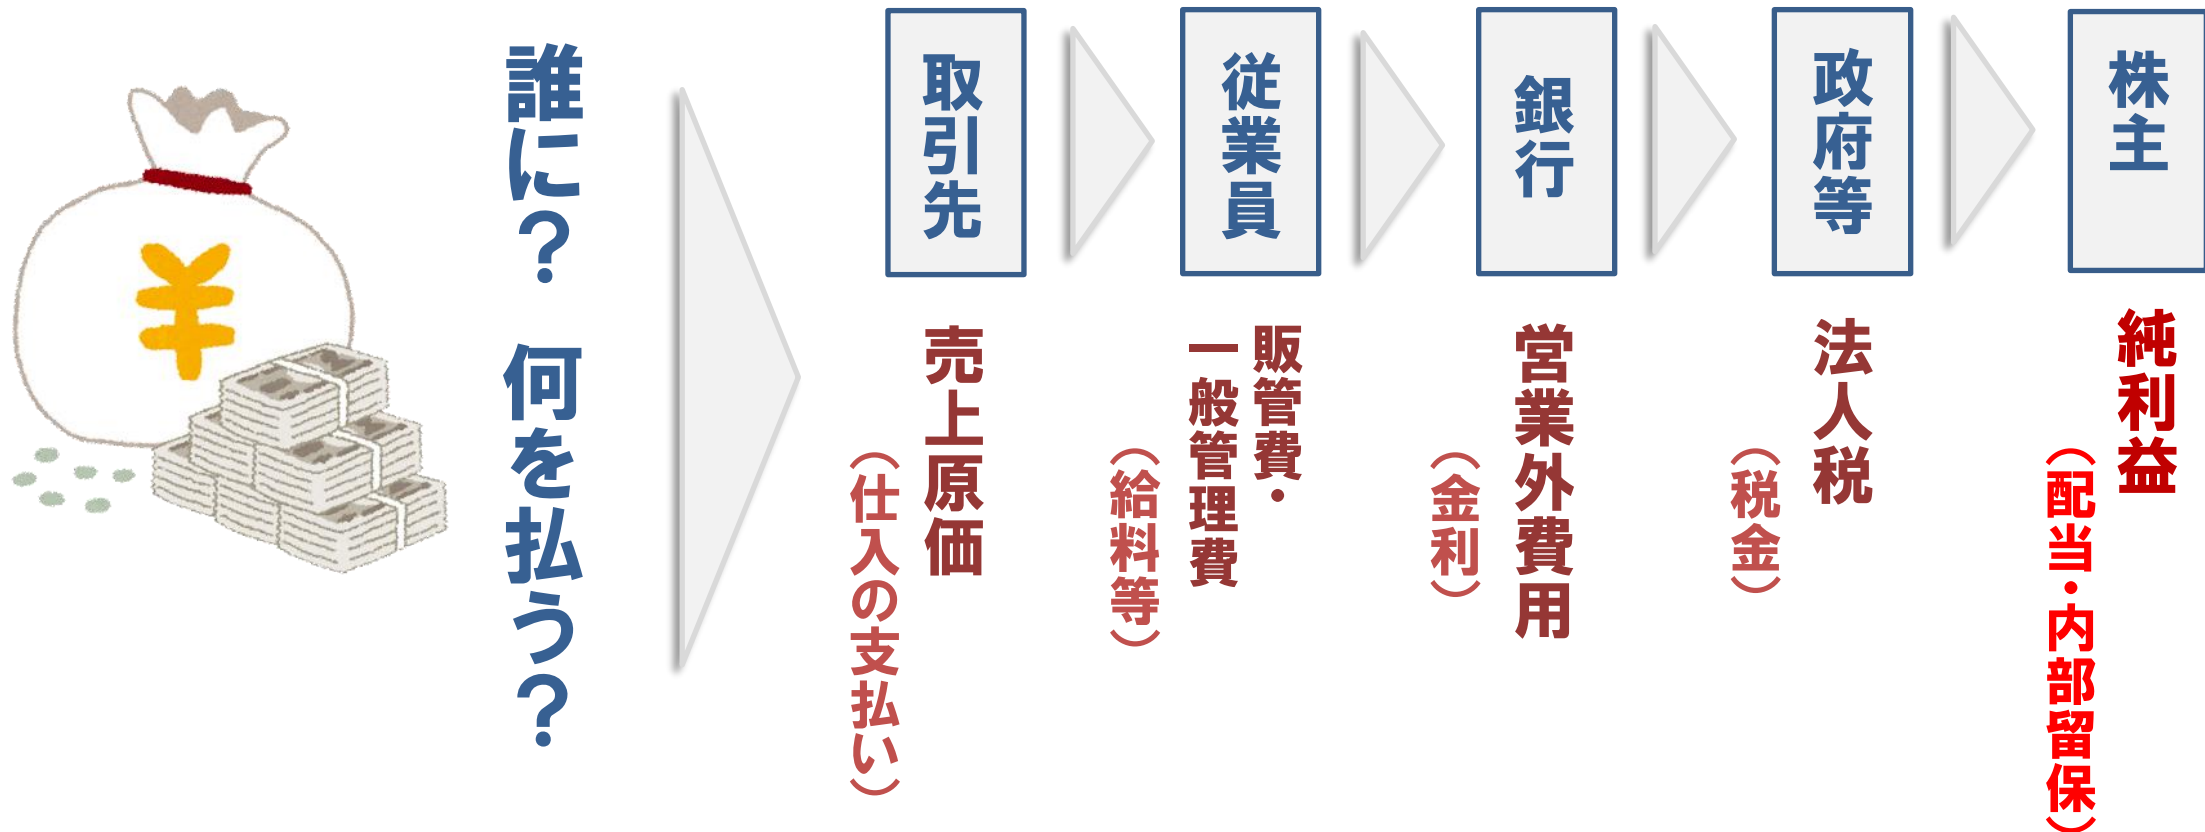 誰に？　何を払う？
取引先
売上原価
（仕入の支払い）
従業員
販管費・
一般管理費
（給料等）
銀行
営業外費用
（金利）
政府等
法人税
（税金）
株主
純利益
（配当・内部留保）
¥